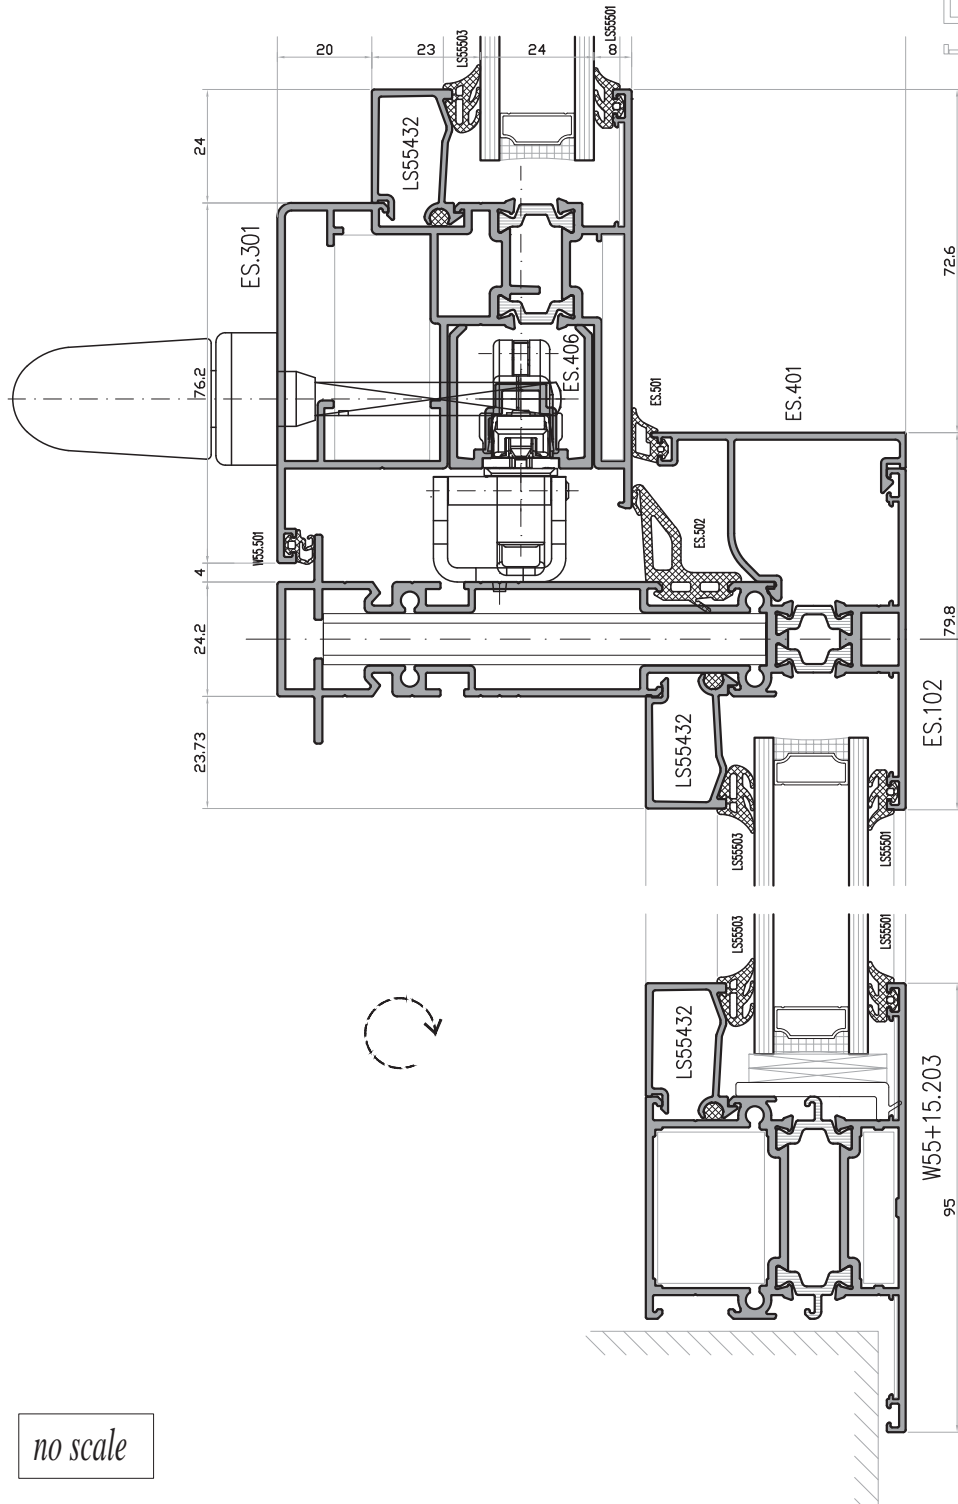 LS55503
LS55501
20
23
24
8
24
LS55432
ES.301
72.6
76.2
ES.406
ES.501
ES.401
W55.501
ES.502
4
24.2
79.8
ES.102
23.73
LS55432
LS55503
LS55501
LS55503
LS55501
LS55432
W55+15.203
95
no scale